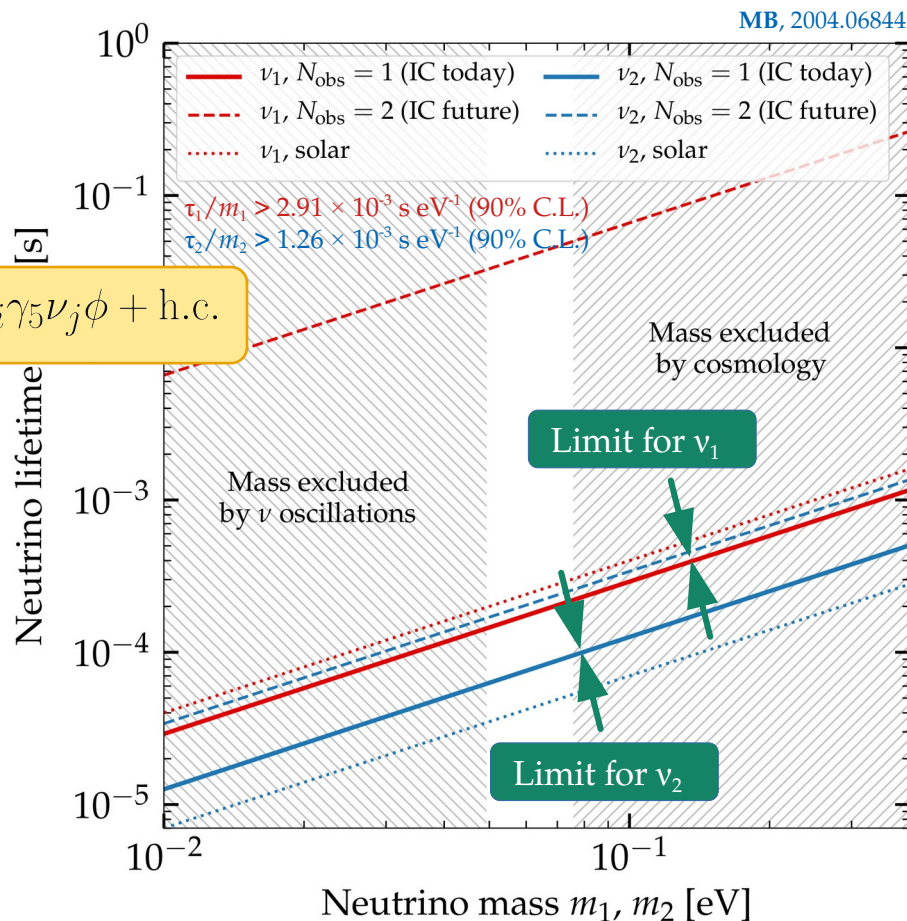 MB, 2004.06844
10⁰
ν₁, N_obs = 1 (IC today)
ν₁, N_obs = 2 (IC future)
ν₁, solar
ν₂, N_obs = 1 (IC today)
ν₂, N_obs = 2 (IC future)
ν₂, solar
10⁻¹
τ₁/m₁ > 2.91 × 10⁻³ s eV⁻¹ (90% C.L.)
τ₂/m₂ > 1.26 × 10⁻³ s eV⁻¹ (90% C.L.)
γ₅ν_jϕ + h.c.
Mass excluded
by cosmology
Limit for ν₁
Mass excluded
by ν oscillations
10⁻³
10⁻⁴
Limit for ν₂
10⁻⁵
Neutrino lifetime [s]
10⁻² 10⁻¹
Neutrino mass m₁, m₂ [eV]